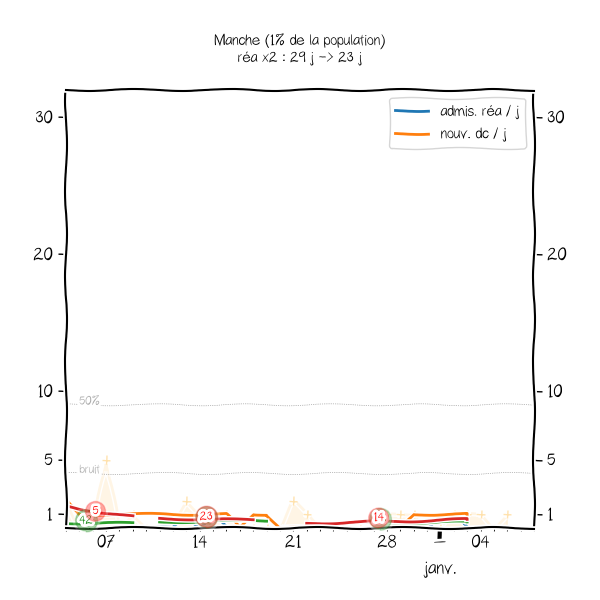 Manche (1% de la population)
réa x2 : 29 j -> 23 j
admis. réa / j
nouv. dc / j
30 30
20 20
10 10
50%
5 5
bruit
1 1
5
42
23
14
07 14 21 28 04
janv.